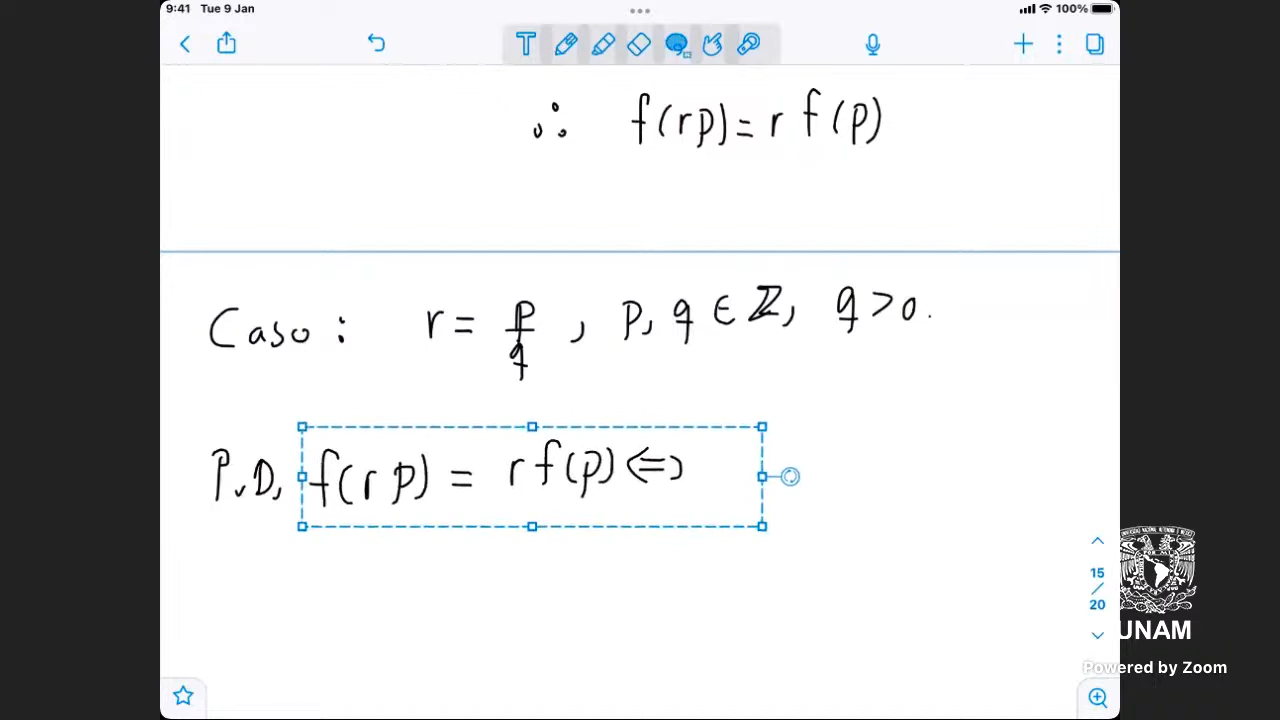 9:41 Tue 9 Jan 100%
T
∴ f(rp) = r f(p)
Caso : r = p/q , p, q ∈ ℤ, q > 0.
P.D. f(rp) = r f(p) ⟺
15
/
20
UNAM
Powered by Zoom